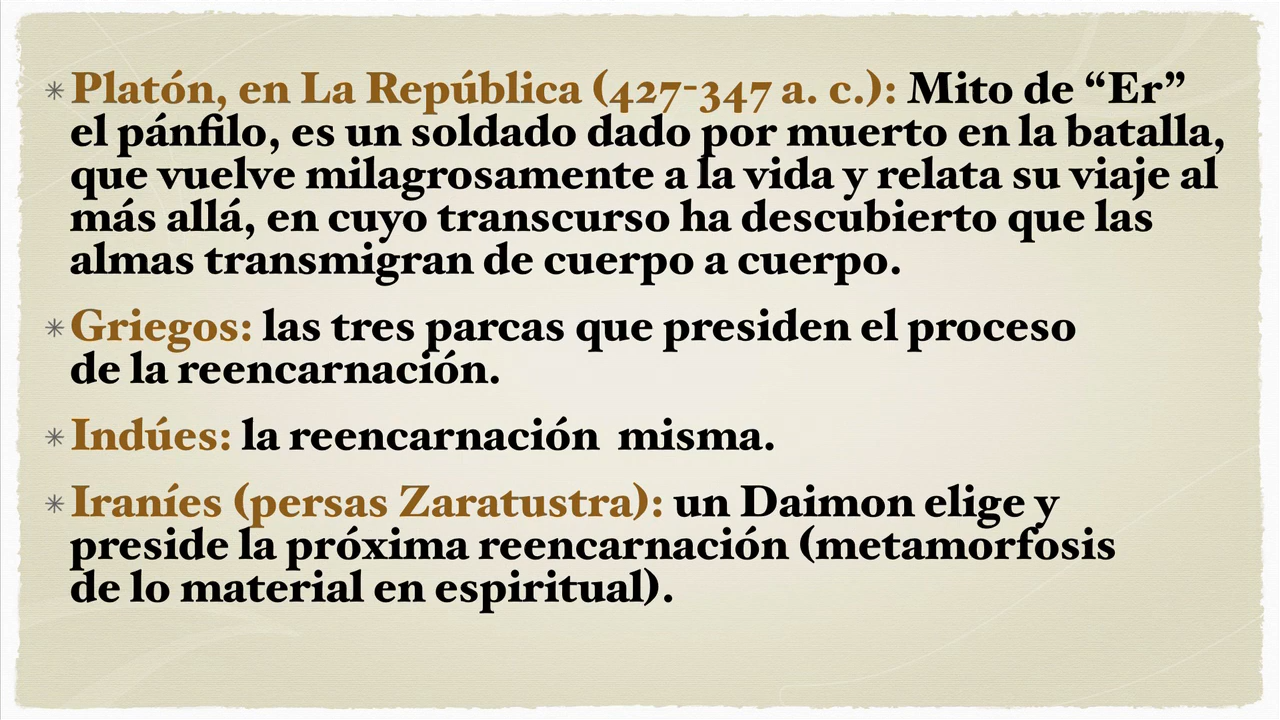 Platón, en La República (427-347 a. c.): Mito de “Er”
el pánfilo, es un soldado dado por muerto en la batalla,
que vuelve milagrosamente a la vida y relata su viaje al
más allá, en cuyo transcurso ha descubierto que las
almas transmigran de cuerpo a cuerpo.
Griegos: las tres parcas que presiden el proceso
de la reencarnación.
Indúes: la reencarnación misma.
Iraníes (persas Zaratustra): un Daimon elige y
preside la próxima reencarnación (metamorfosis
de lo material en espiritual).